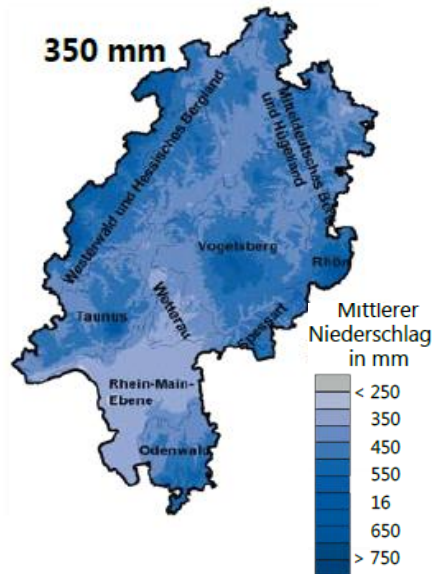 350 mm
Westerwald und Hessisches Bergland
Mitteldeutsches Berg
und Hügelland
Vogelsberg
Rhön
Wetterau
Taunus
Spessart
Rhein-Main-
Ebene
Odenwald
Mittlerer
Niederschlag
in mm
< 250
350
450
550
16
650
> 750